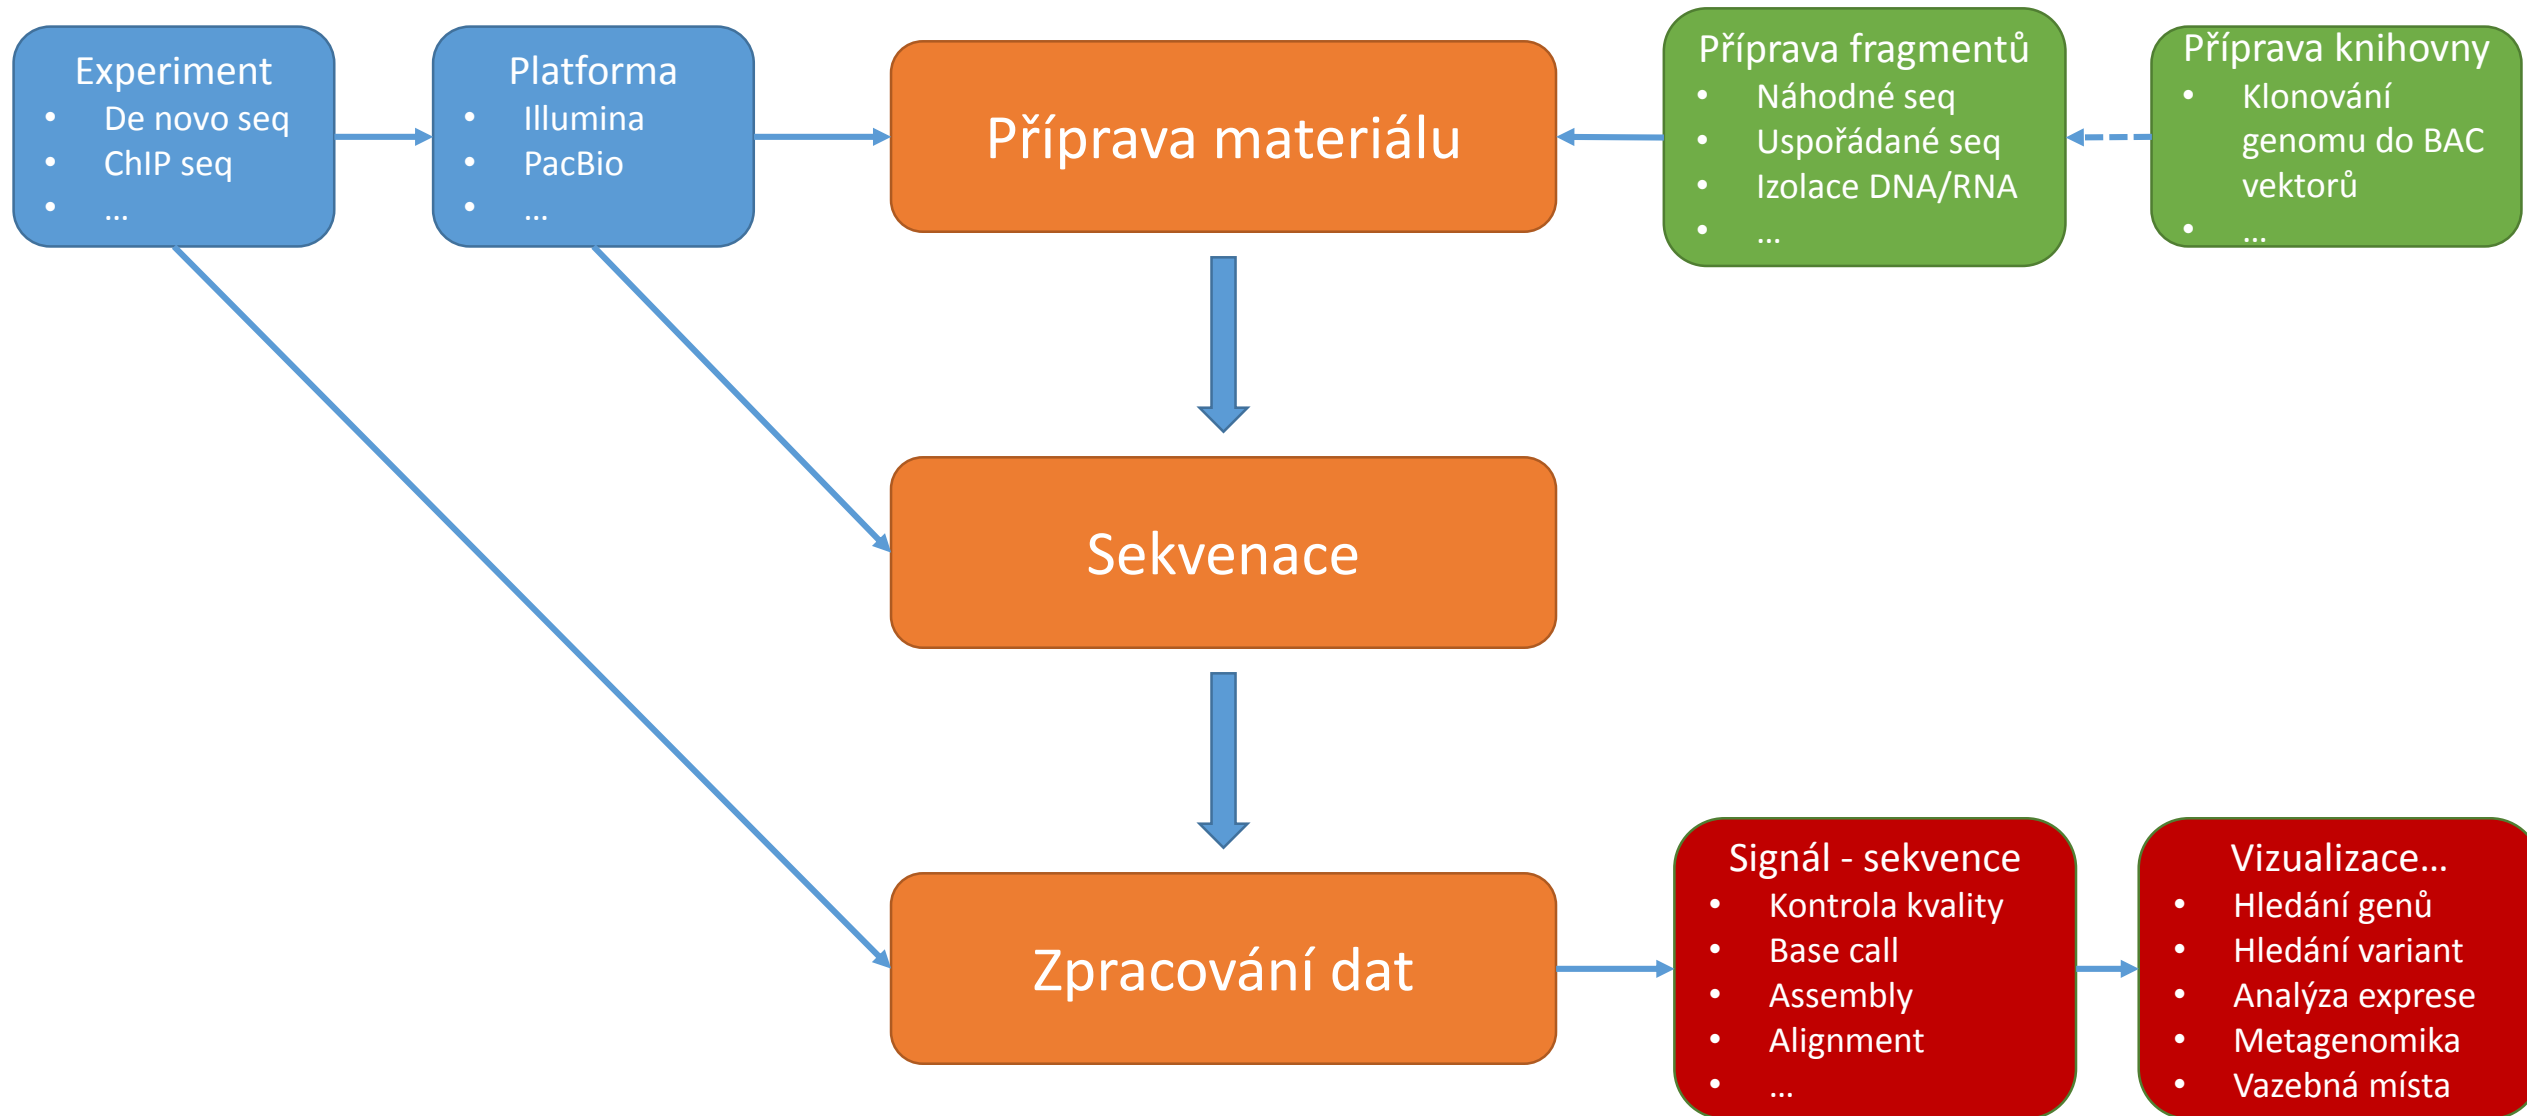 Experiment
• De novo seq
• ChIP seq
• ...
Platforma
• Illumina
• PacBio
• ...
Příprava materiálu
Příprava fragmentů
• Náhodné seq
• Uspořádané seq
• Izolace DNA/RNA
• ...
Příprava knihovny
• Klonování
genomu do BAC
vektorů
• ...
Sekvenace
Zpracování dat
Signál - sekvence
• Kontrola kvality
• Base call
• Assembly
• Alignment
• ...
Vizualizace...
• Hledání genů
• Hledání variant
• Analýza exprese
• Metagenomika
• Vazebná místa